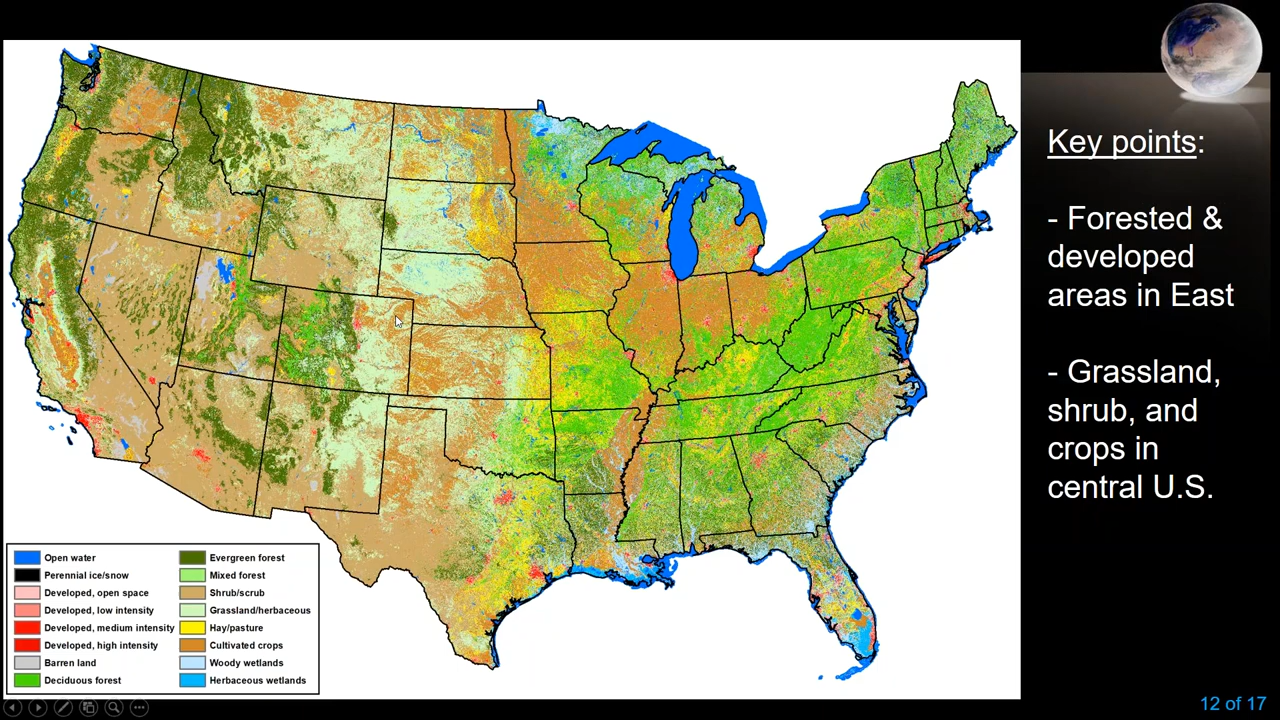 Key points:
- Forested &
developed
areas in East
- Grassland,
shrub, and
crops in
central U.S.
Open water
Perennial ice/snow
Developed, open space
Developed, low intensity
Developed, medium intensity
Developed, high intensity
Barren land
Deciduous forest
Evergreen forest
Mixed forest
Shrub/scrub
Grassland/herbaceous
Hay/pasture
Cultivated crops
Woody wetlands
Herbaceous wetlands
12 of 17